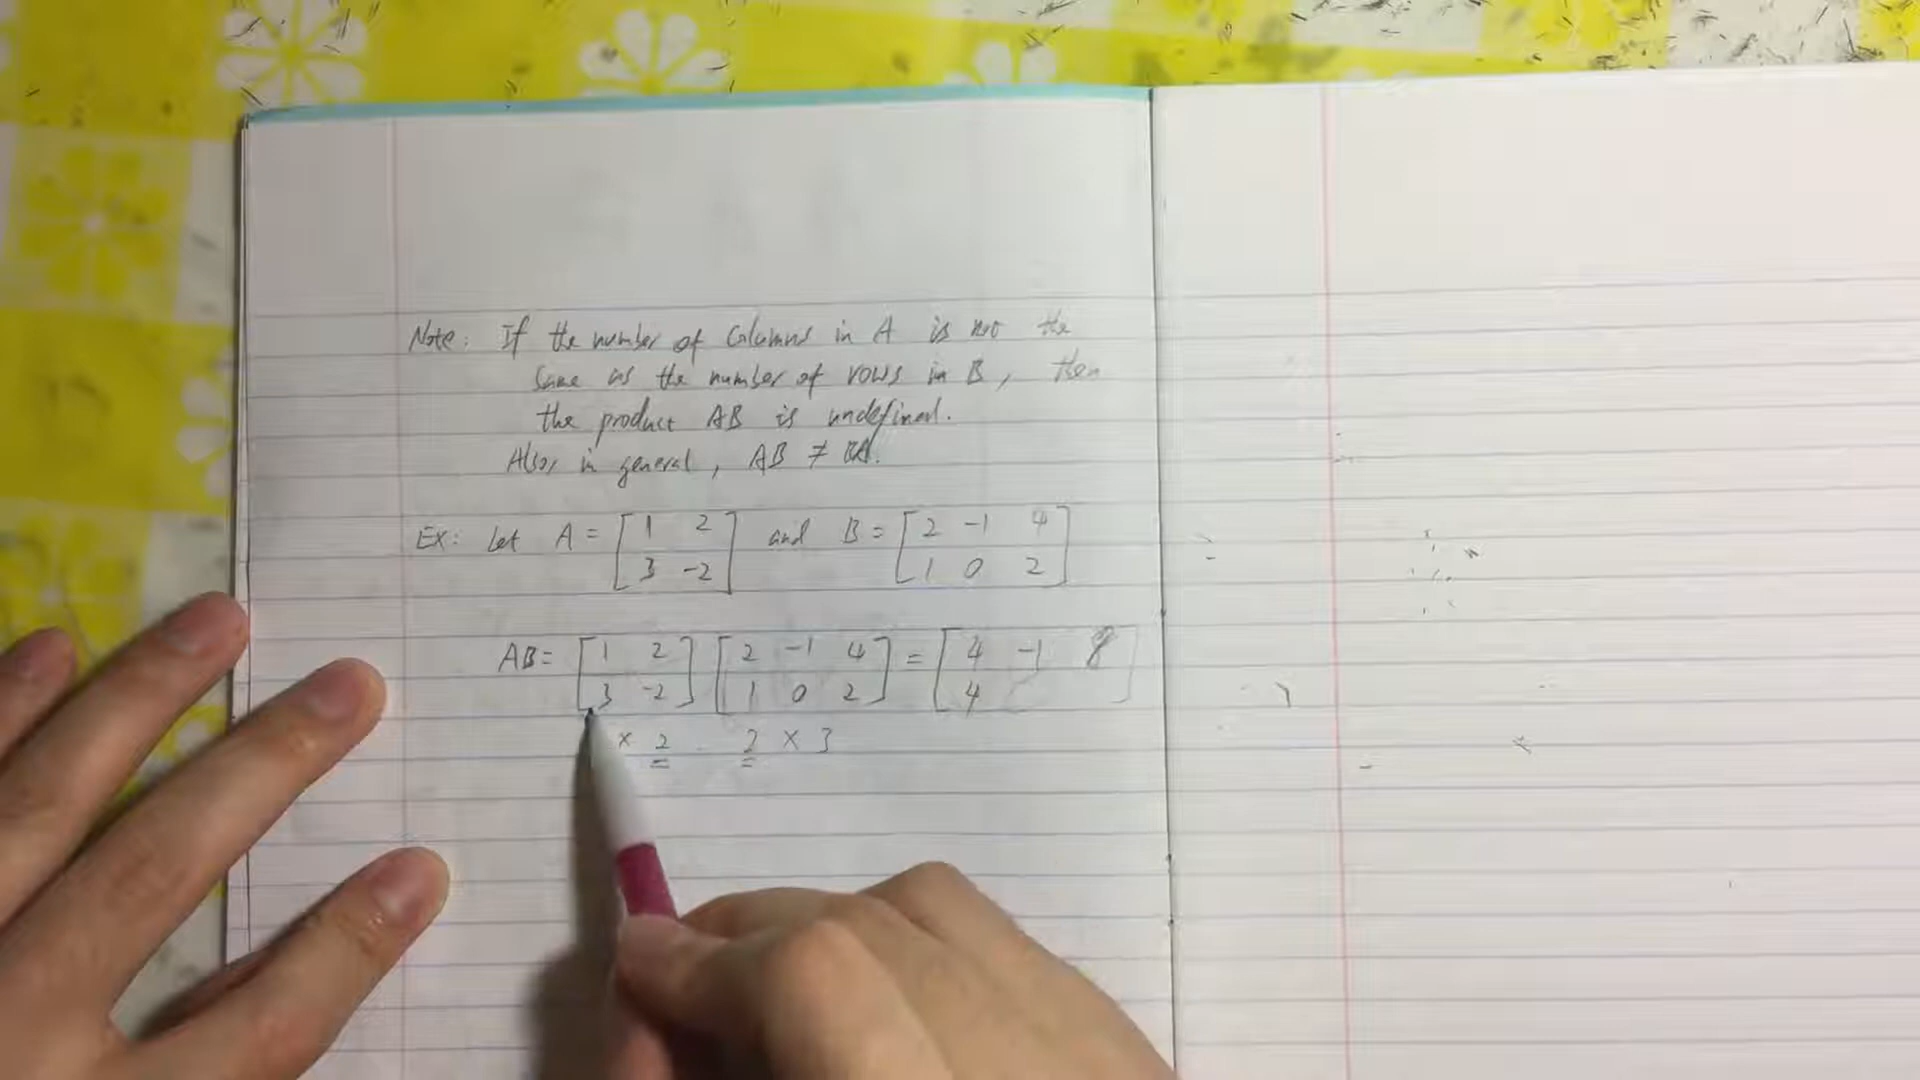 Note: If the number of columns in A is not the
same as the number of rows in B, then
the product AB is undefined.
Also, in general, AB ≠ BA.
Ex: Let A = [1 2 and B = [2 -1 4
3 -2] 1 0 2]
AB = [1 2 [2 -1 4 = [4 -1 8
3 -2] 1 0 2] 4 ]
× 2 2 × 3